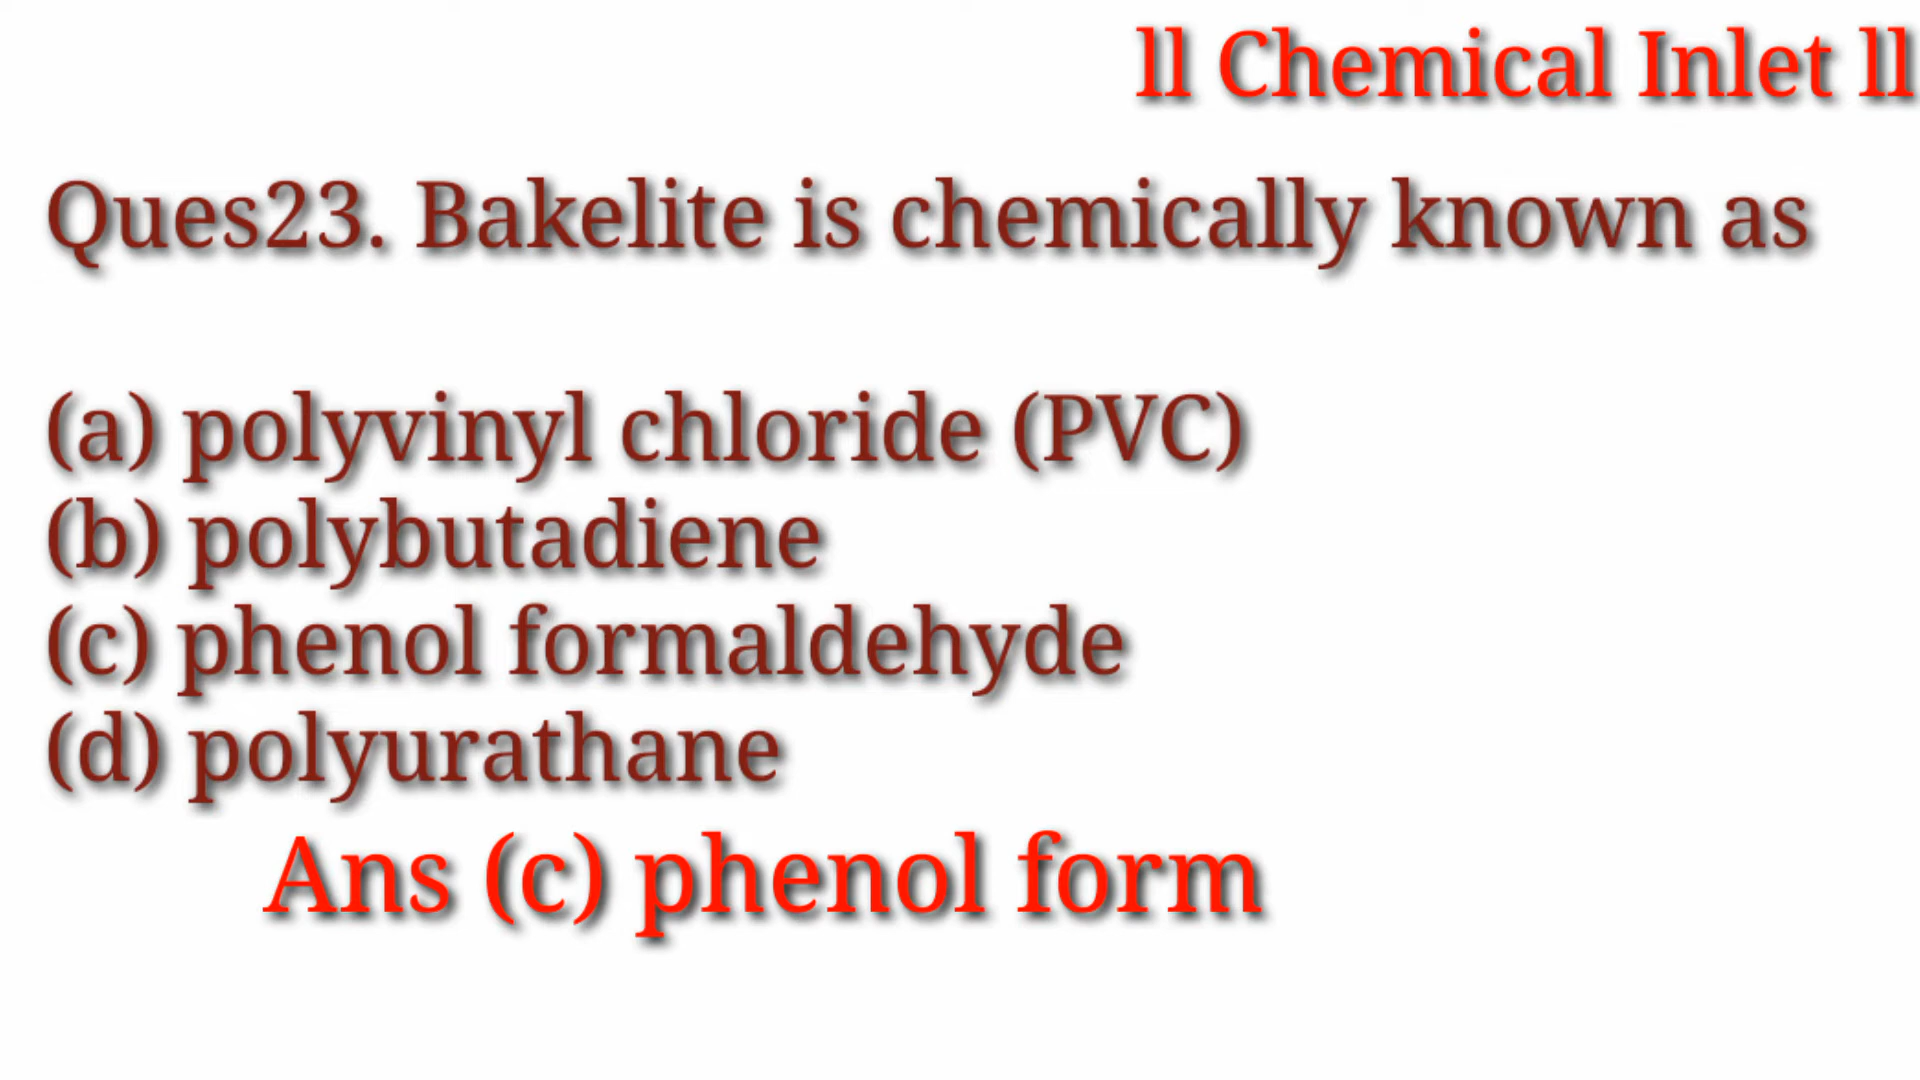 ll Chemical Inlet ll
Ques23. Bakelite is chemically known as
(a) polyvinyl chloride (PVC)
(b) polybutadiene
(c) phenol formaldehyde
(d) polyurathane
Ans (c) phenol form